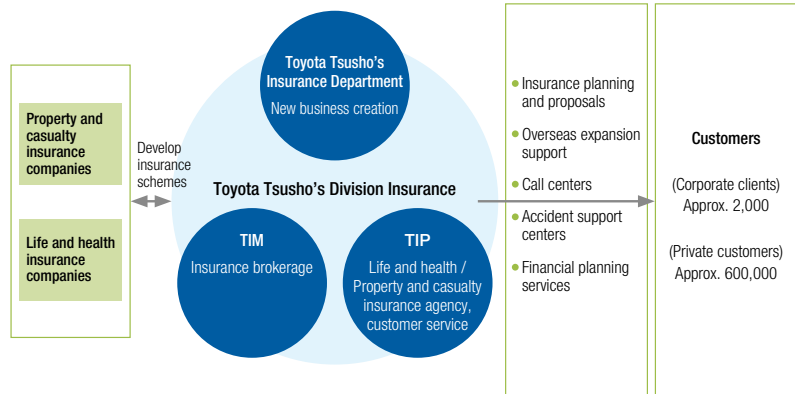 Property and
casualty
insurance
companies
Life and health
insurance
companies
Develop
insurance
schemes
Toyota Tsusho's
Insurance Department
New business creation
Toyota Tsusho's Division Insurance
TIM
Insurance brokerage
TIP
Life and health /
Property and casualty
insurance agency,
customer service
• Insurance planning
and proposals
• Overseas expansion
support
• Call centers
• Accident support
centers
• Financial planning
services
Customers
(Corporate clients)
Approx. 2,000
(Private customers)
Approx. 600,000